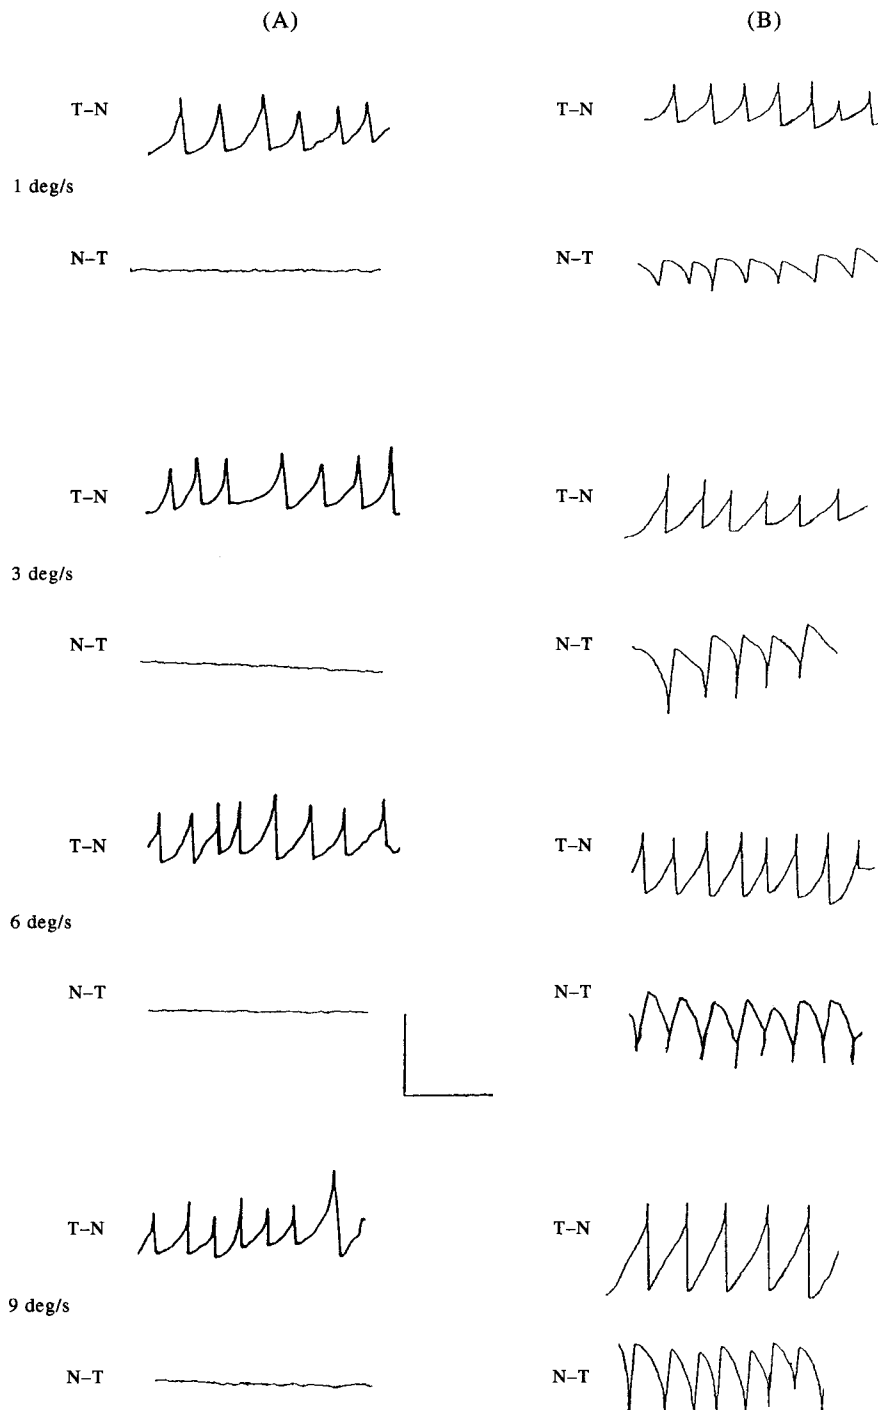 (A) (B)
T–N T–N
1 deg/s
N–T N–T
T–N T–N
3 deg/s
N–T N–T
T–N T–N
6 deg/s
N–T N–T
T–N T–N
9 deg/s
N–T N–T